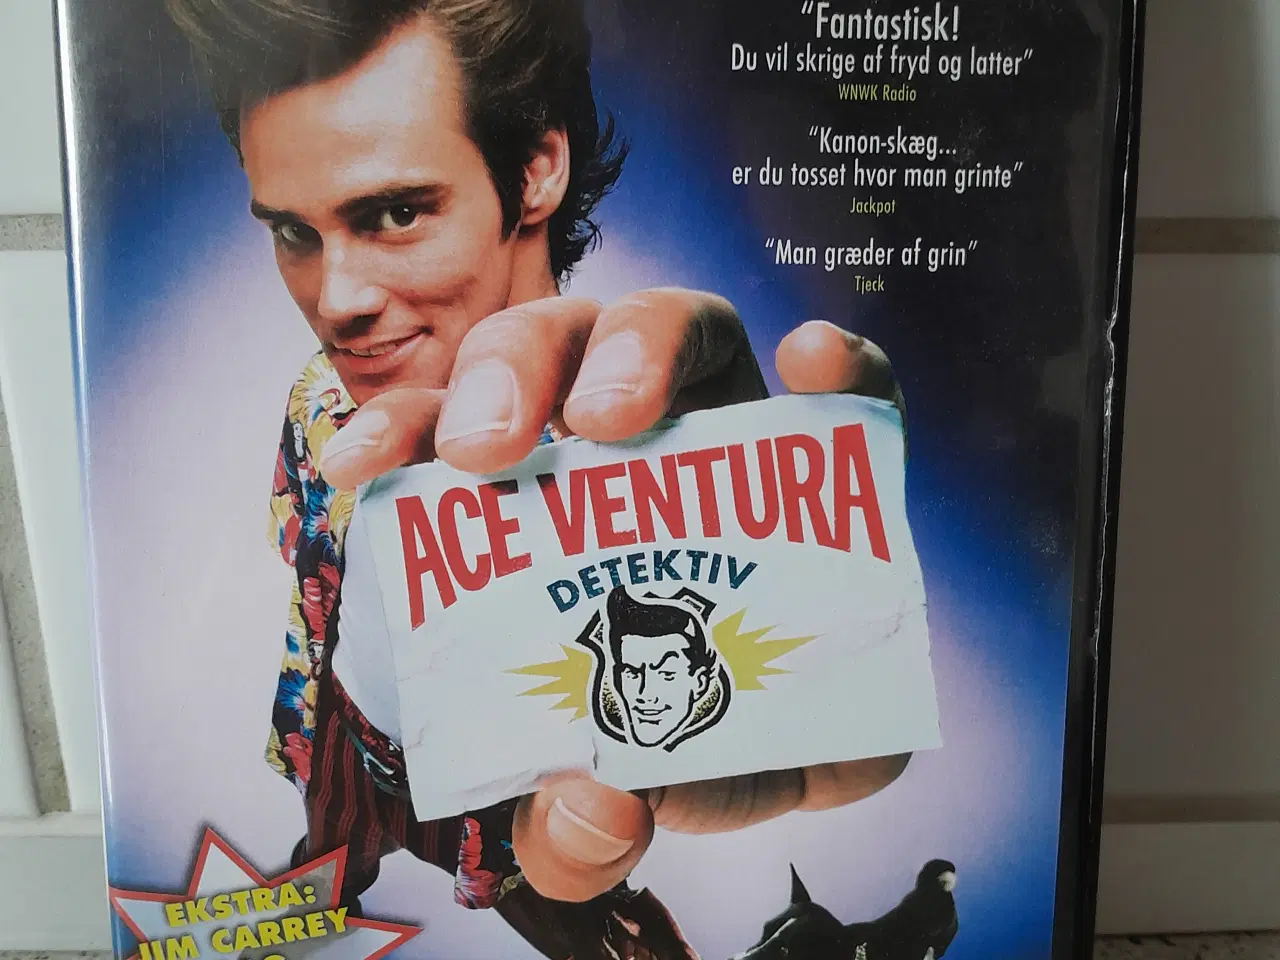 “Fantastisk!
Du vil skrige af fryd og latter”
WNWK Radio
“Kanon-skæg...
er du tosset hvor man grinte”
Jackpot
“Man græder af grin”
Tjeck
ACE VENTURA
DETEKTIV
EKSTRA:
JIM CARREY